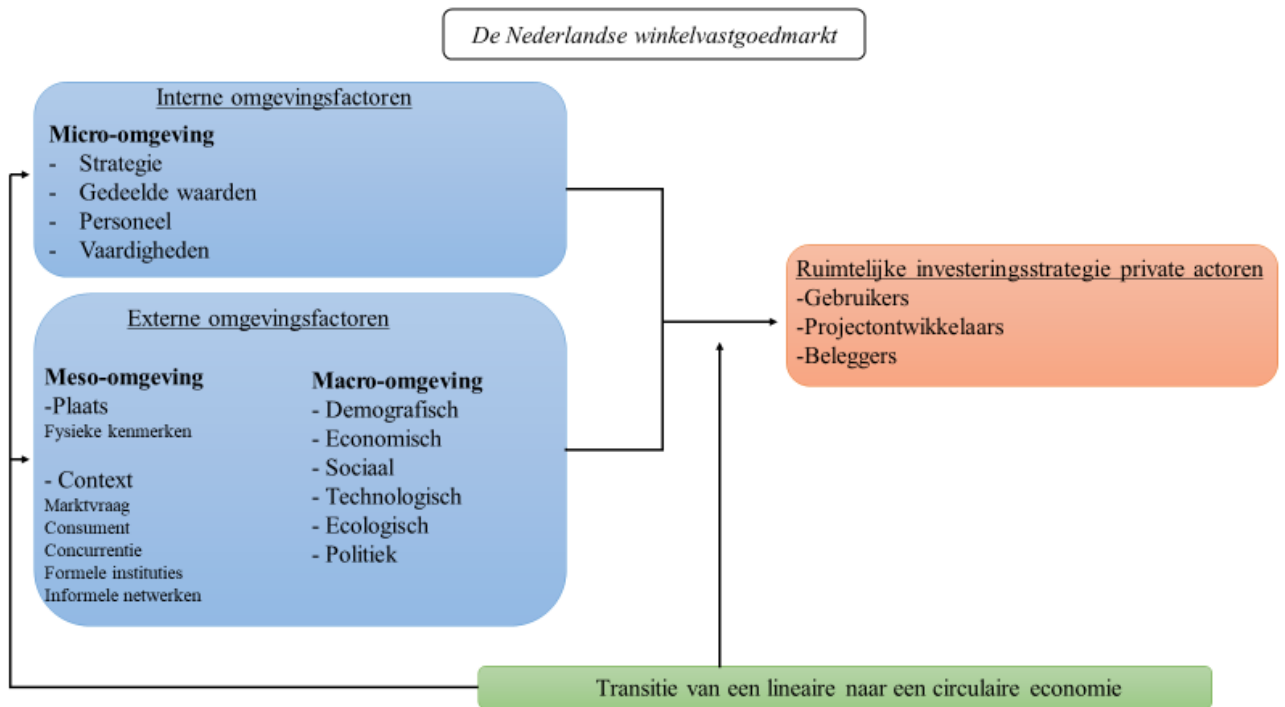 De Nederlandse winkelvastgoedmarkt
Interne omgevingsfactoren
Micro-omgeving
- Strategie
- Gedeelde waarden
- Personeel
- Vaardigheden
Externe omgevingsfactoren
Meso-omgeving
-Plaats
Fysieke kenmerken
- Context
Marktvraag
Consument
Concurrentie
Formele instituties
Informele netwerken
Macro-omgeving
- Demografisch
- Economisch
- Sociaal
- Technologisch
- Ecologisch
- Politiek
Ruimtelijke investeringsstrategie private actoren
-Gebruikers
-Projectontwikkelaars
-Beleggers
Transitie van een lineaire naar een circulaire economie